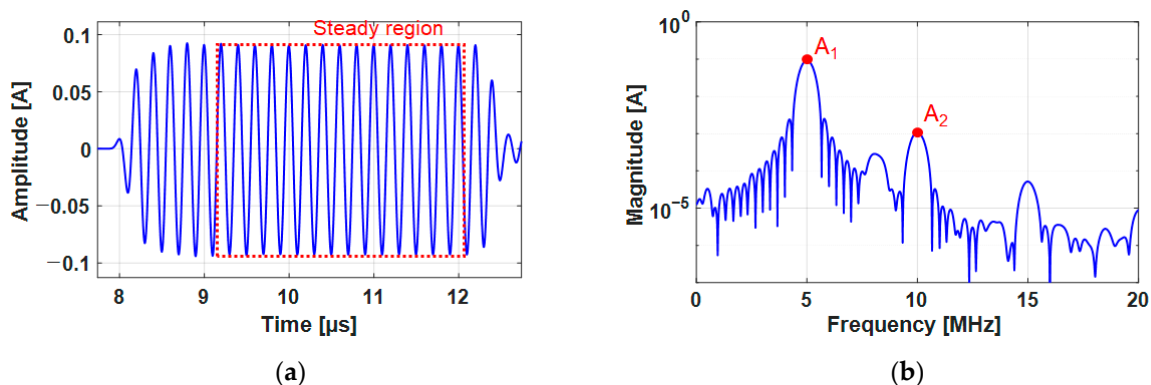 Steady region
0.1
0.05
0
−0.05
−0.1
Amplitude [A]
8 9 10 11 12
Time [µs]
(a)
10⁰
10⁻⁵
Magnitude [A]
A₁
A₂
0 5 10 15 20
Frequency [MHz]
(b)